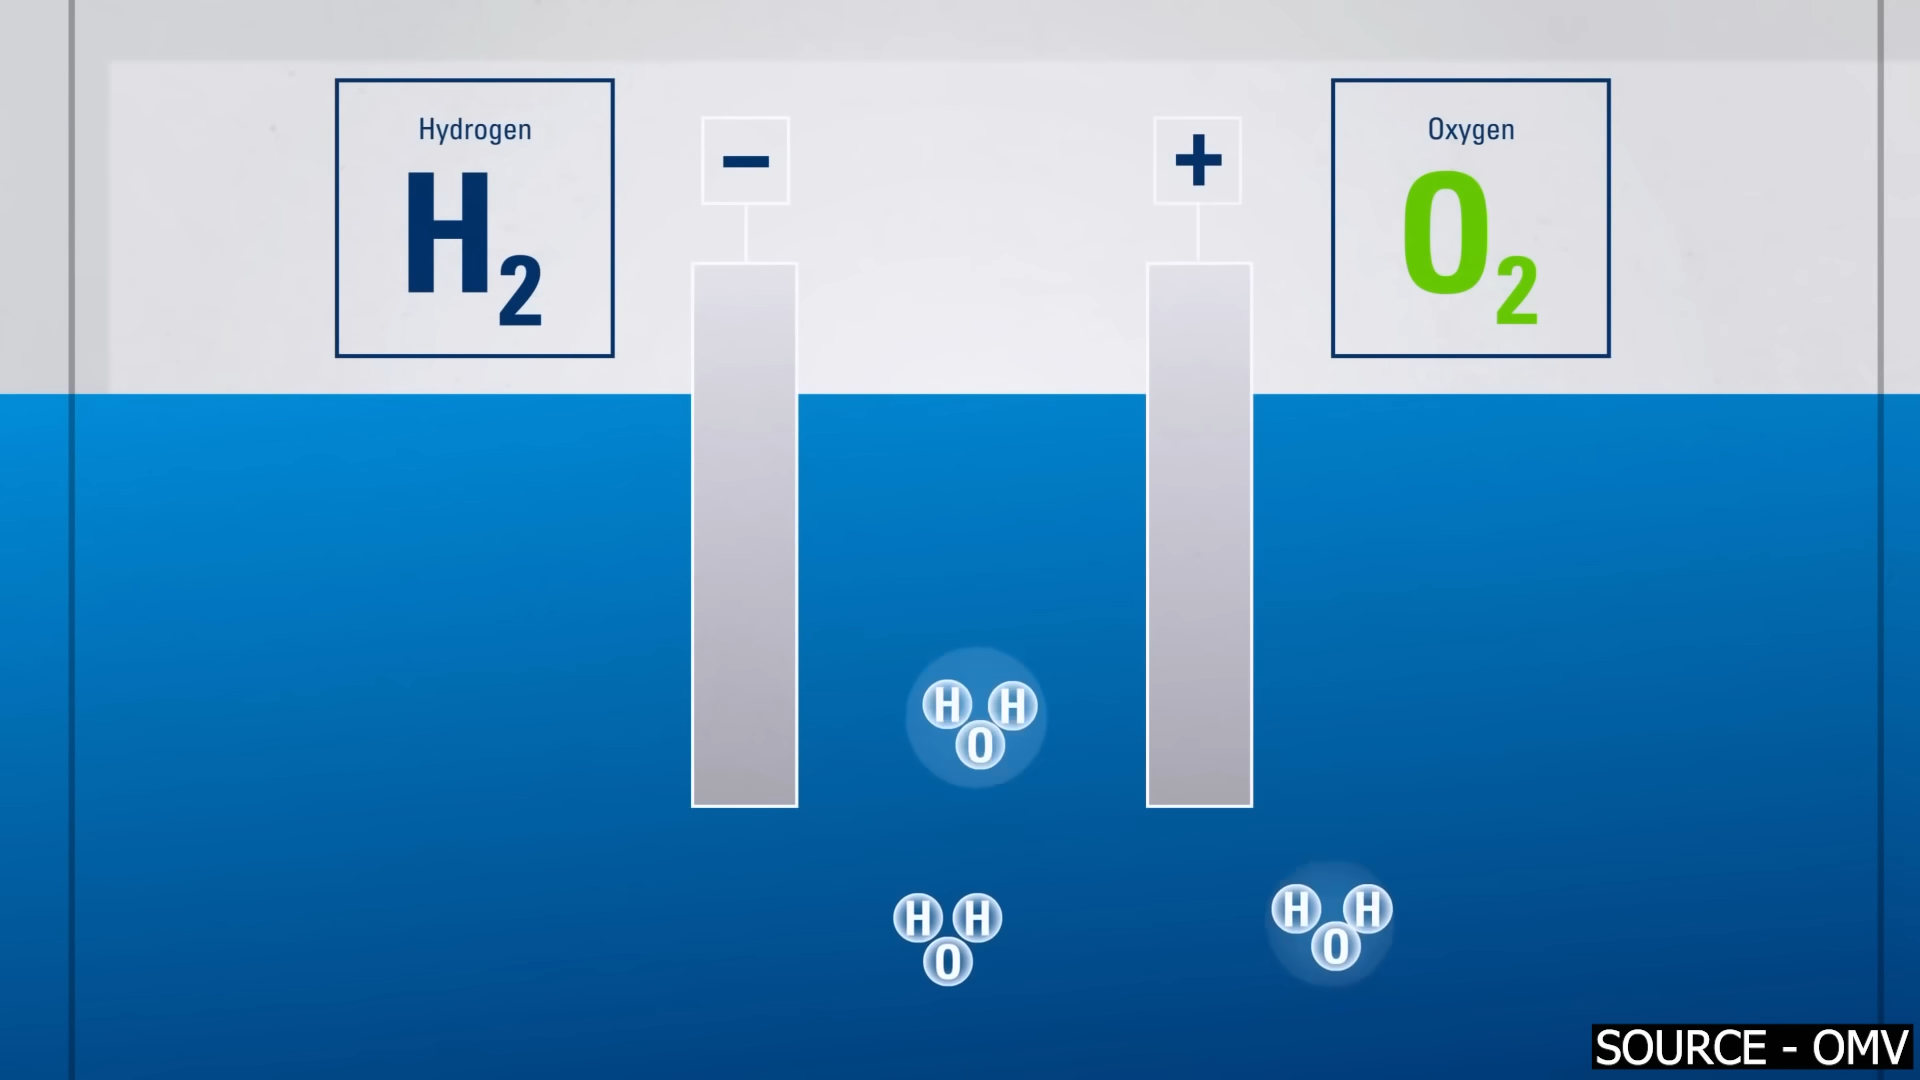 Hydrogen
H2
−
+
Oxygen
O2
H H
O
H H
O
H H
O
SOURCE - OMV